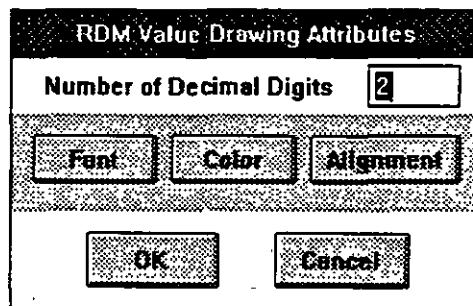 RDM Value Drawing Attributes
Number of Decimal Digits 2
Font Color Alignment
OK Cancel